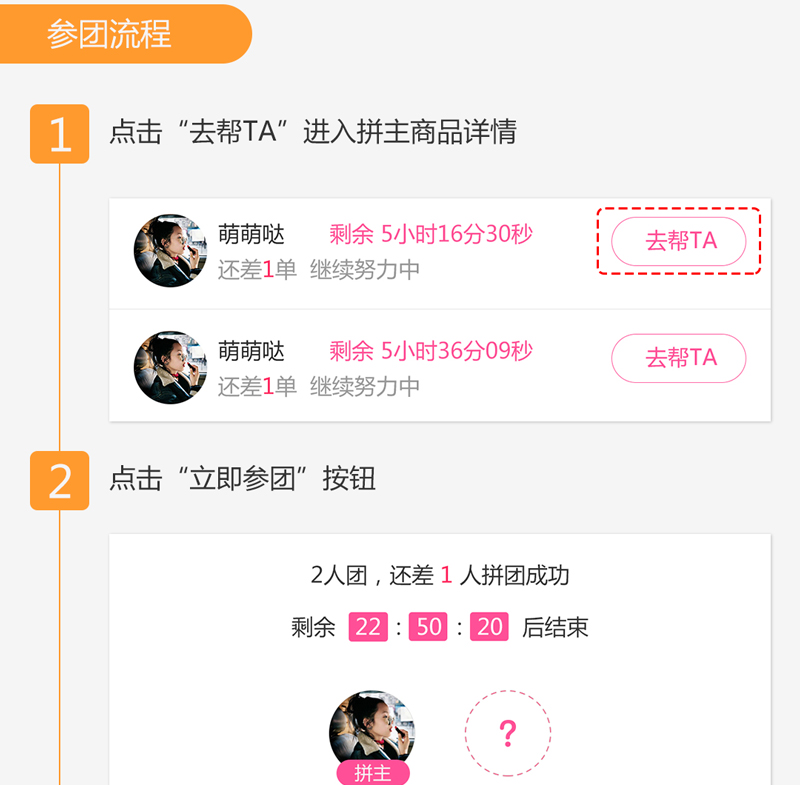 参团流程
1 点击“去帮TA”进入拼主商品详情
萌萌哒 剩余 5小时16分30秒 去帮TA
还差1单 继续努力中
萌萌哒 剩余 5小时36分09秒 去帮TA
还差1单 继续努力中
2 点击“立即参团”按钮
2人团，还差 1 人拼团成功
剩余 22 : 50 : 20 后结束
?
拼主